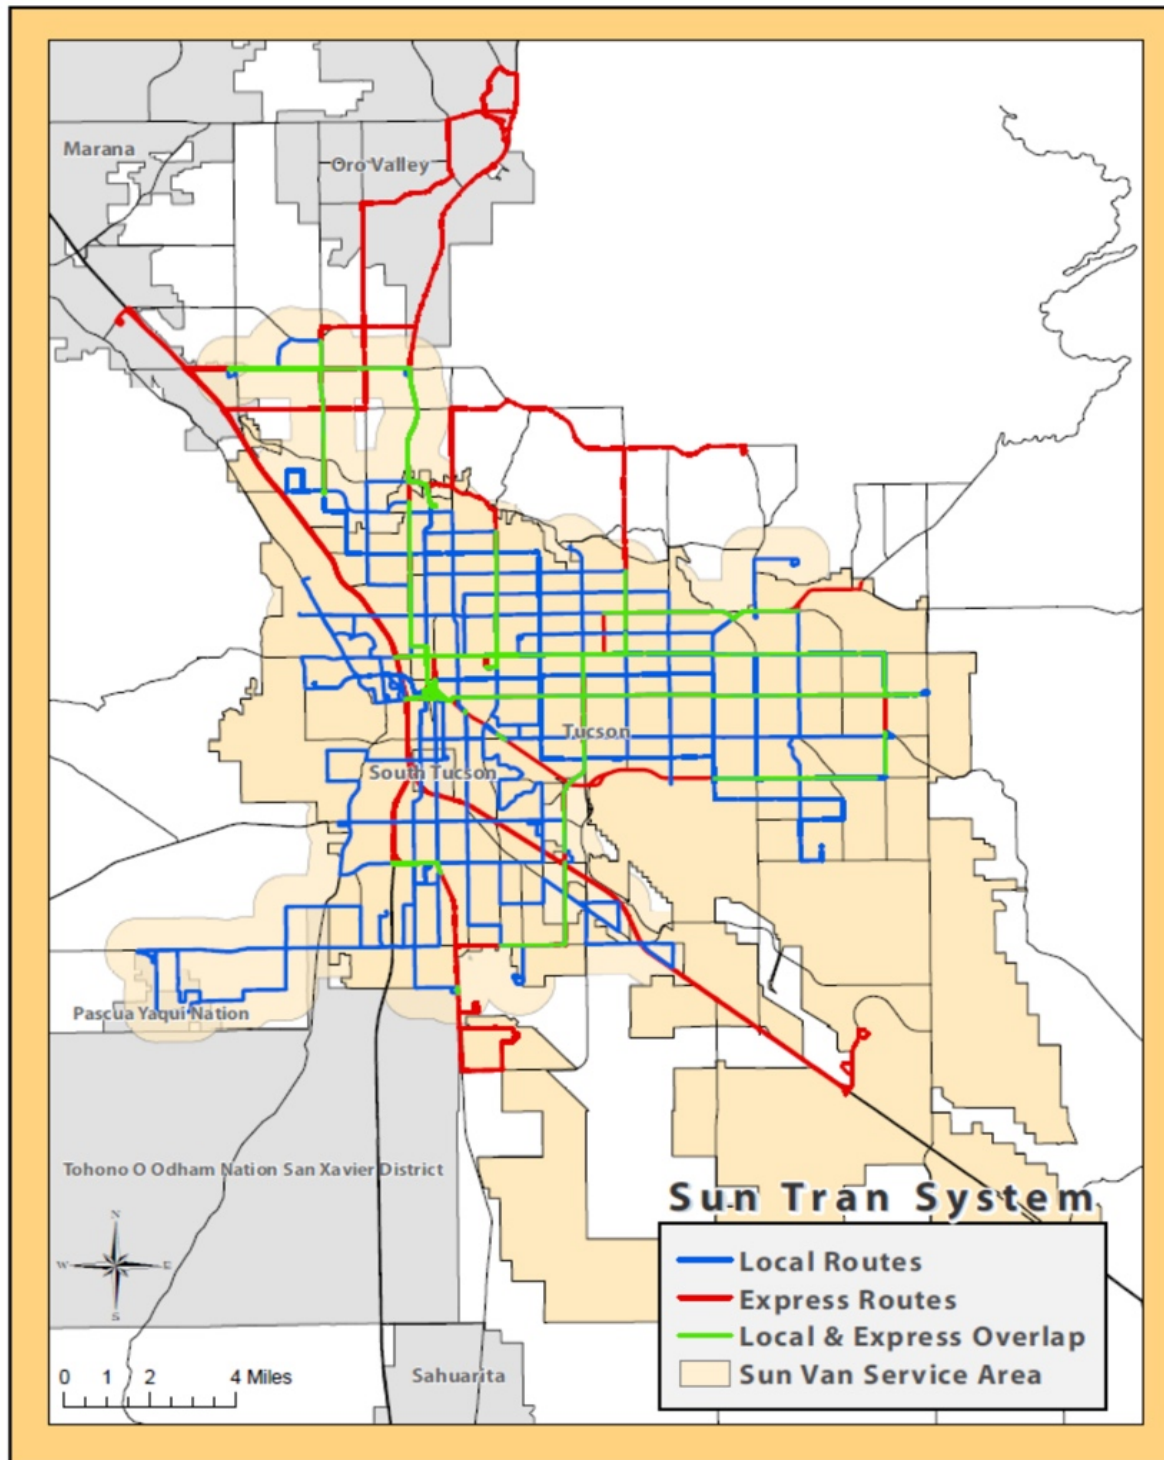 Marana
Oro Valley
Tucson
South Tucson
Pascua Yaqui Nation
Tohono O Odham Nation San Xavier District
Sun Tran System
N
W E
S
Local Routes
Express Routes
Local & Express Overlap
Sun Van Service Area
0 1 2 4 Miles
Sahuarita